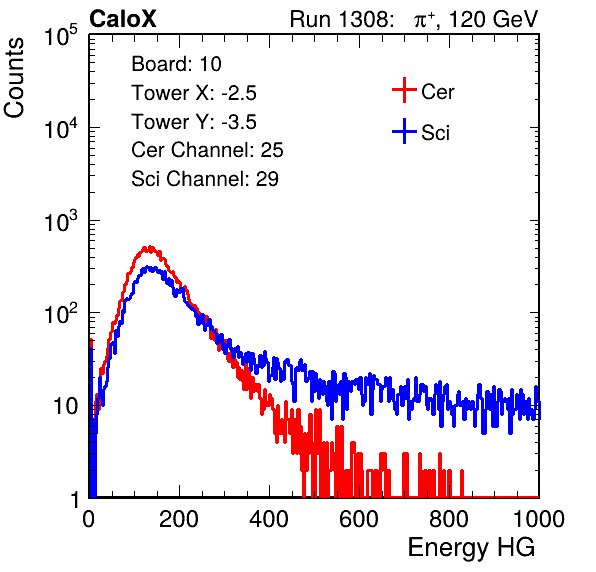 CaloX Run 1308: π⁺, 120 GeV
Counts
10⁵
10⁴
10³
10²
10
1
Board: 10
Tower X: -2.5
Tower Y: -3.5
Cer Channel: 25
Sci Channel: 29
Cer
Sci
0 200 400 600 800 1000
Energy HG